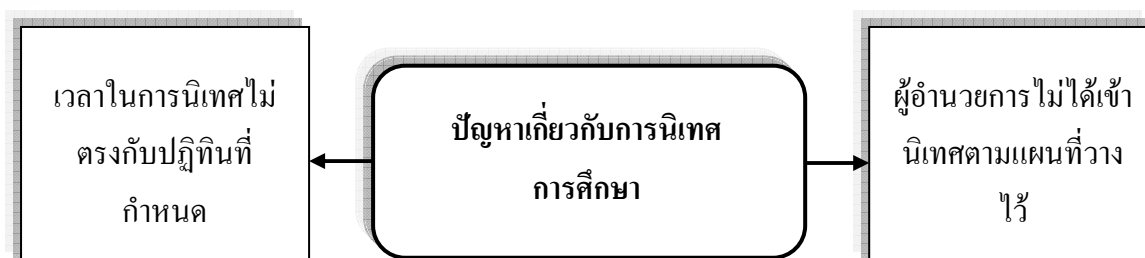 เวลาในการนิเทศไม่
ตรงกับปฏิทินที่
กำหนด
ปัญหาเกี่ยวกับการนิเทศ
การศึกษา
ผู้อำนวยการไม่ได้เข้า
นิเทศตามแผนที่วาง
ไว้